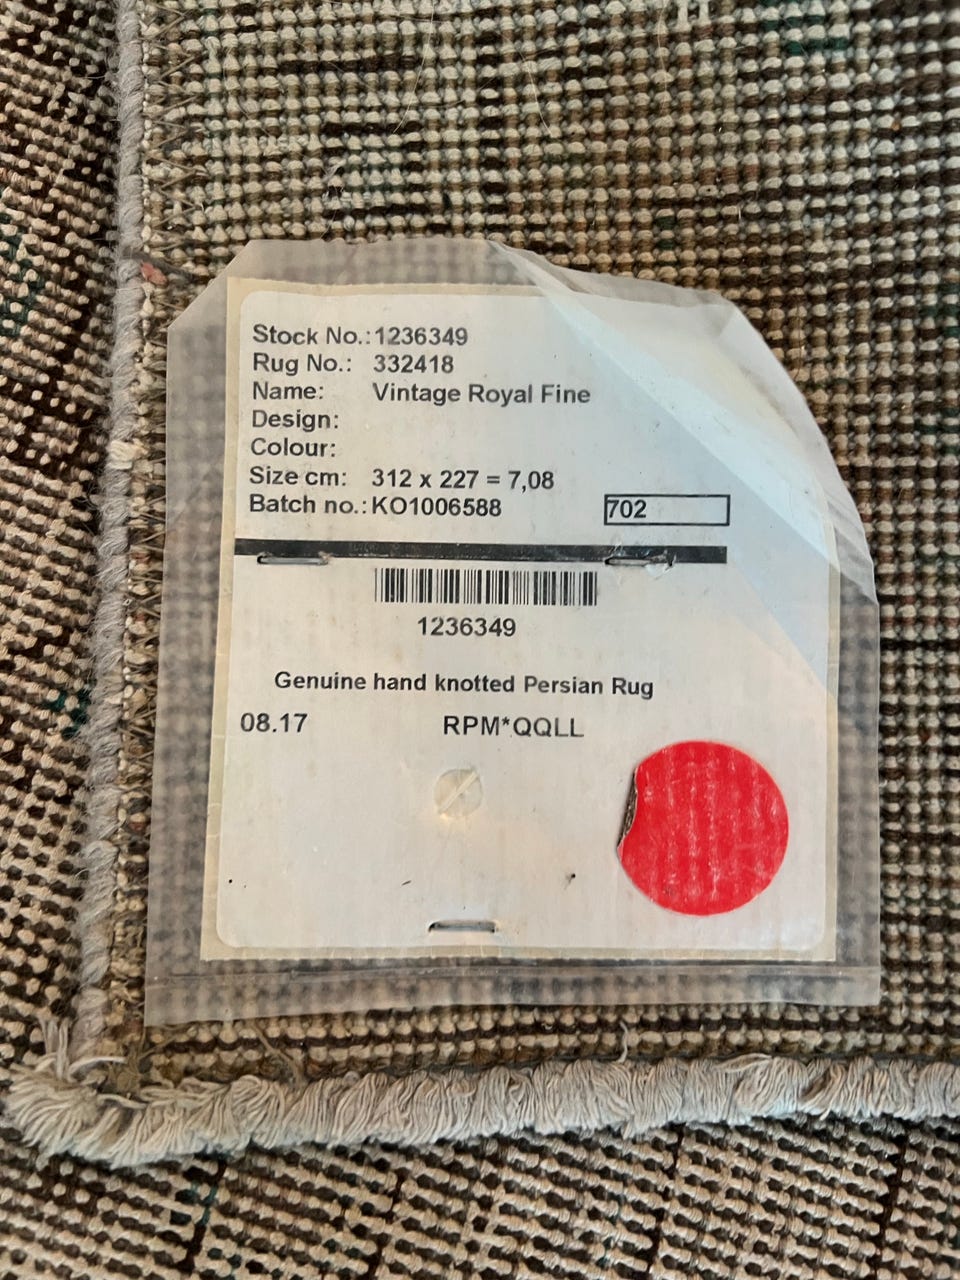 Stock No.: 1236349
Rug No.: 332418
Name: Vintage Royal Fine
Design:
Colour:
Size cm: 312 x 227 = 7,08
Batch no.: KO1006588 702
1236349
Genuine hand knotted Persian Rug
08.17 RPM*QQLL